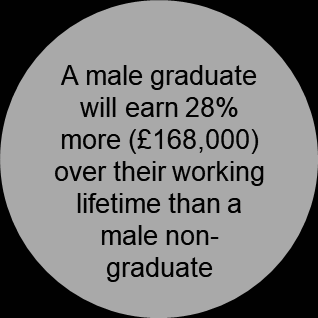 A male graduate
will earn 28%
more (£168,000)
over their working
lifetime than a
male non-
graduate